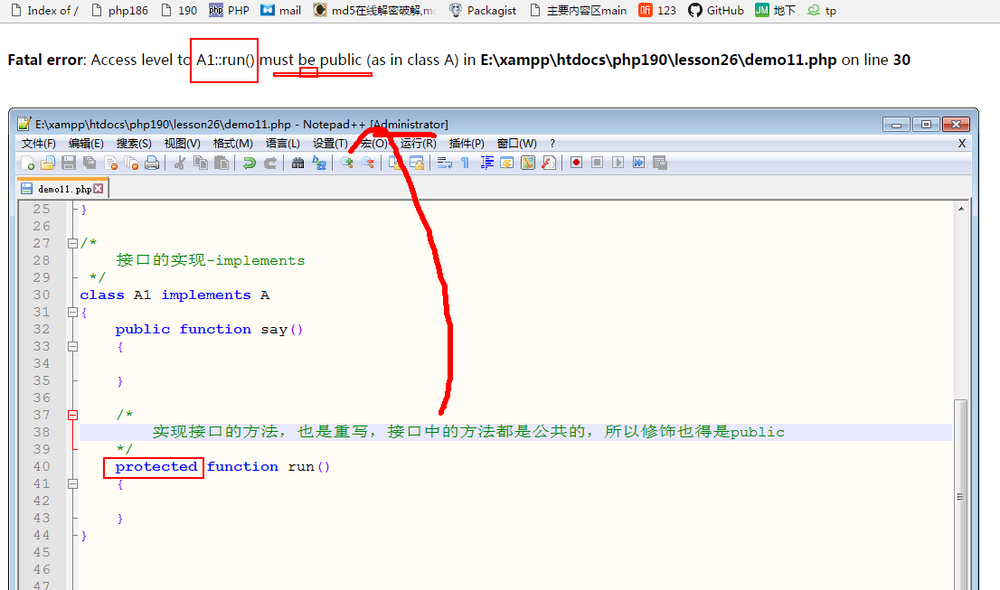 Index of /  php186  190  php PHP  mail  md5在线解密破解,m  Packagist  主要内容区main  听 123  GitHub  JM 地下  tp
Fatal error: Access level to A1::run() must be public (as in class A) in E:\xampp\htdocs\php190\lesson26\demo11.php on line 30
E:\xampp\htdocs\php190\lesson26\demo11.php - Notepad++ [Administrator]
文件(F) 编辑(E) 搜索(S) 视图(V) 格式(M) 语言(L) 设置(T) 宏(O) 运行(R) 插件(P) 窗口(W) ? X
demo11.php
25 }
26
27 /*
28 接口的实现-implements
29 */
30 class A1 implements A
31 {
32 public function say()
33 {
34
35 }
36
37 /*
38 实现接口的方法，也是重写，接口中的方法都是公共的，所以修饰也得是public
39 */
40 protected function run()
41 {
42
43 }
44 }
45
46
47